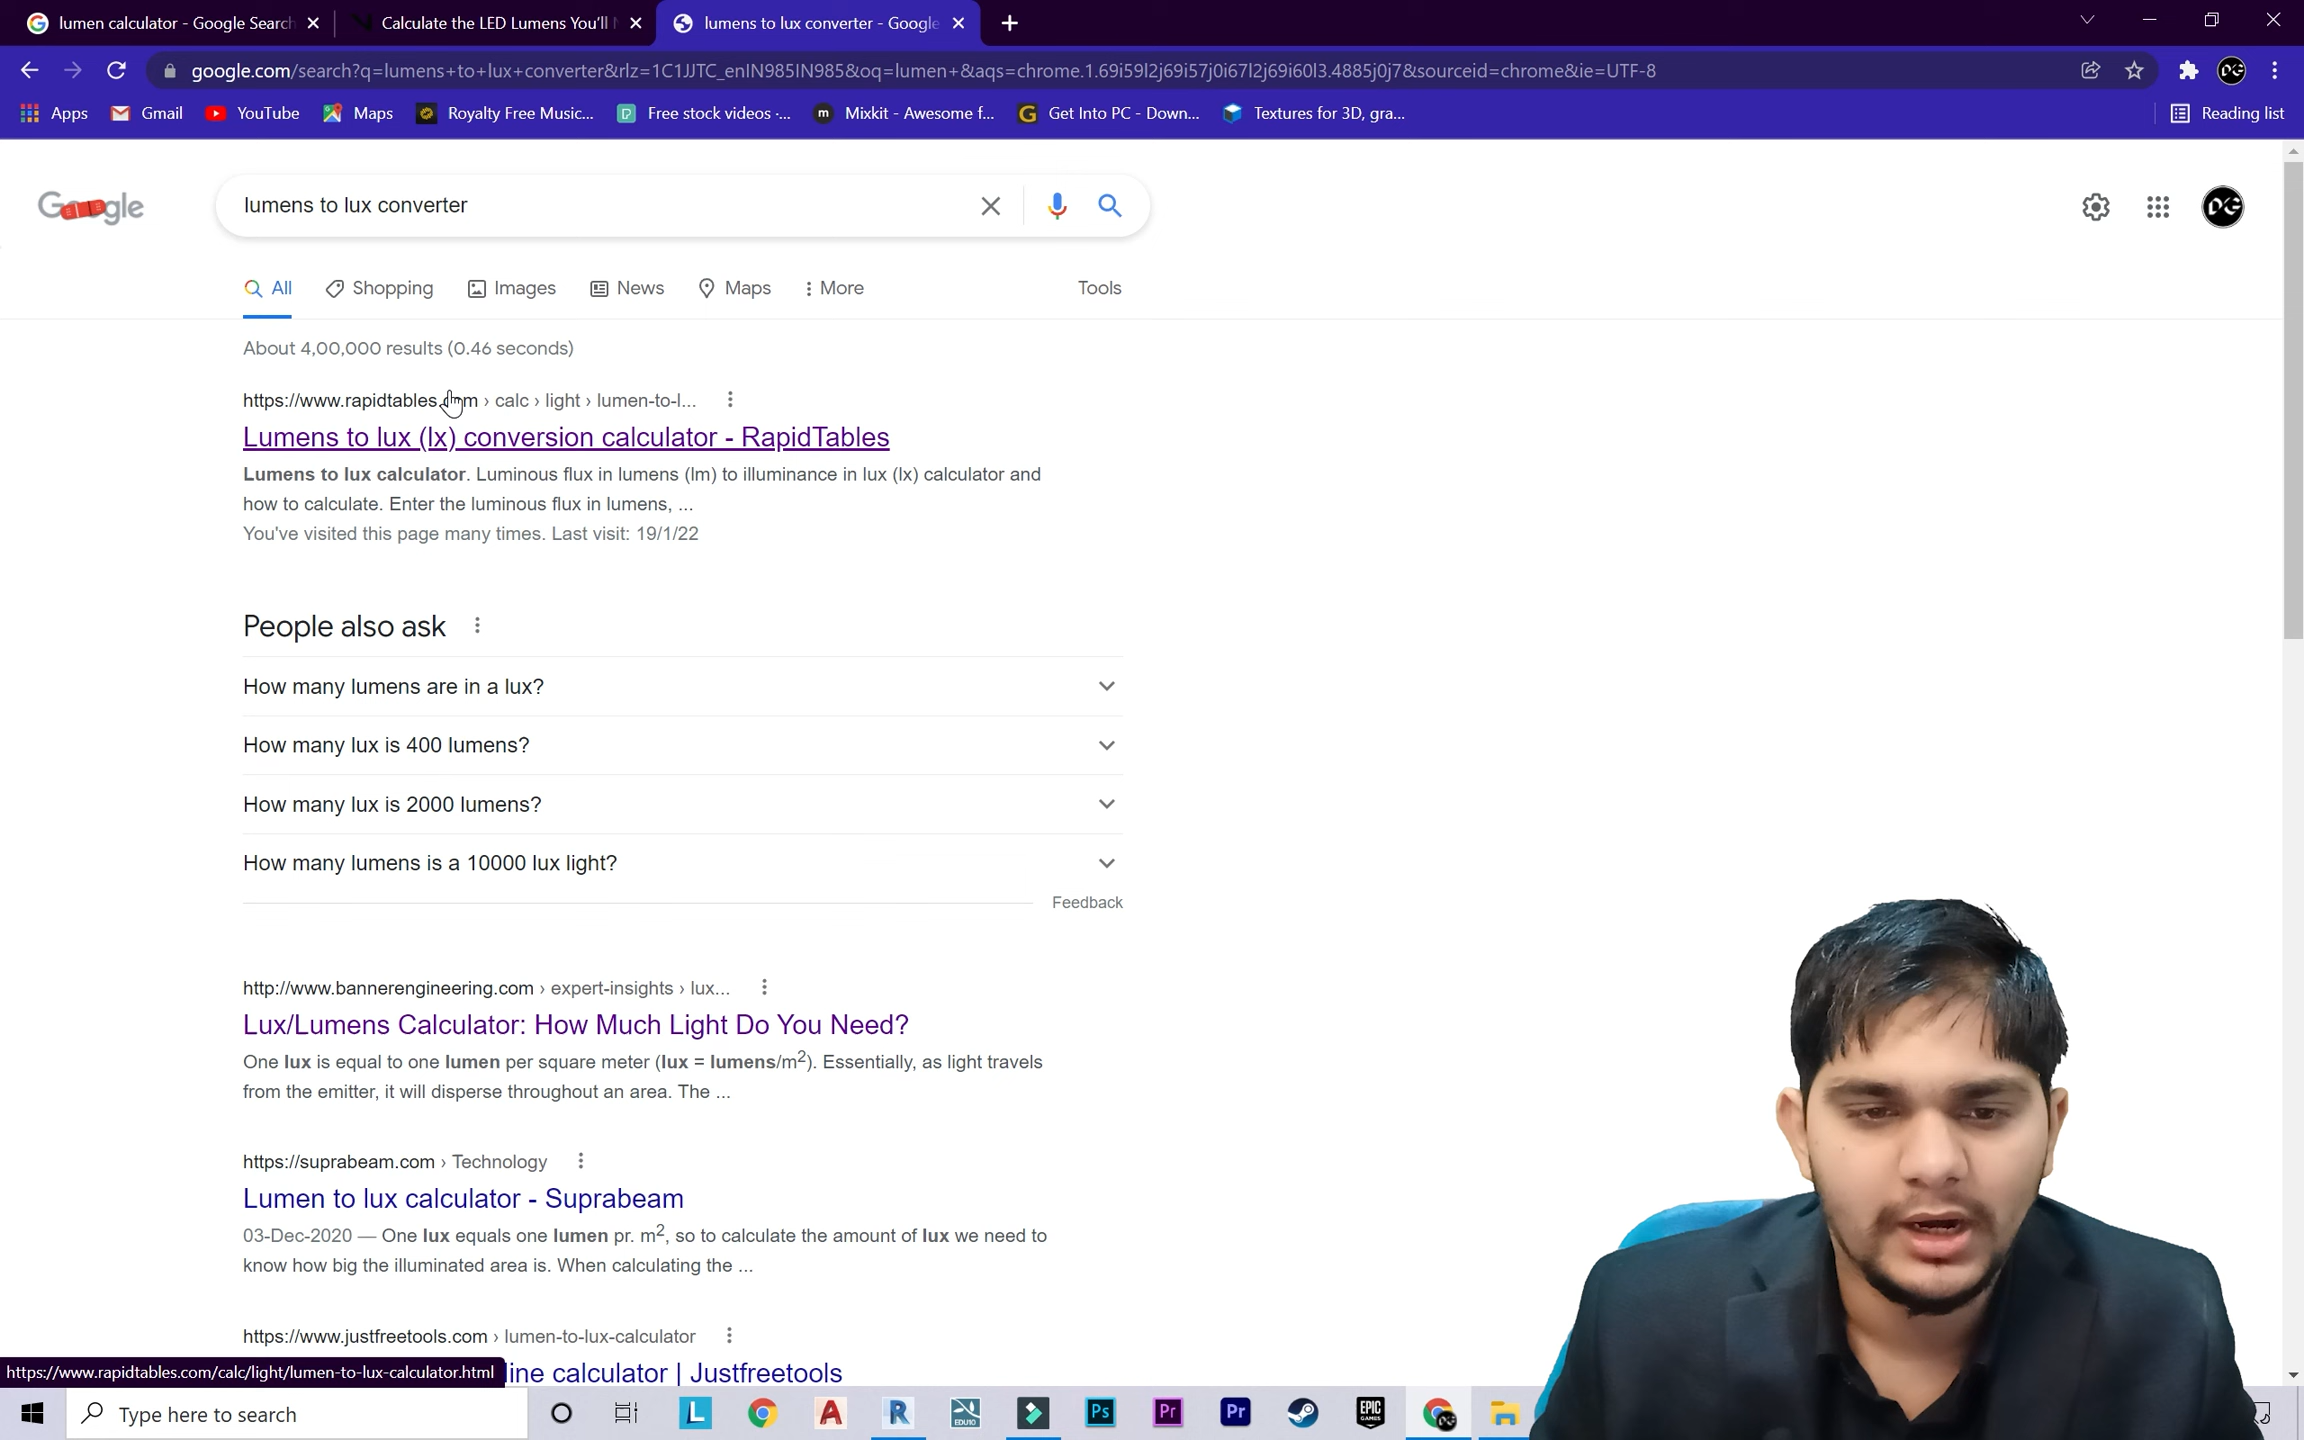 lumen calculator - Google Search
Calculate the LED Lumens You'll
lumens to lux converter - Google
google.com/search?q=lumens+to+lux+converter&rlz=1C1JJTC_enIN985IN985&oq=lumen+&aqs=chrome.1.69i59l2j69i57j0i67l2j69i60l3.4885j0j7&sourceid=chrome&ie=UTF-8
Apps Gmail YouTube Maps Royalty Free Music... Free stock videos ·... Mixkit - Awesome f... Get Into PC - Down... Textures for 3D, gra... Reading list
Google
lumens to lux converter
All Shopping Images News Maps More Tools
About 4,00,000 results (0.46 seconds)
https://www.rapidtables.com › calc › light › lumen-to-l...
Lumens to lux (lx) conversion calculator - RapidTables
Lumens to lux calculator. Luminous flux in lumens (lm) to illuminance in lux (lx) calculator and
how to calculate. Enter the luminous flux in lumens, ...
You've visited this page many times. Last visit: 19/1/22
People also ask
How many lumens are in a lux?
How many lux is 400 lumens?
How many lux is 2000 lumens?
How many lumens is a 10000 lux light?
Feedback
http://www.bannerengineering.com › expert-insights › lux...
Lux/Lumens Calculator: How Much Light Do You Need?
One lux is equal to one lumen per square meter (lux = lumens/m²). Essentially, as light travels
from the emitter, it will disperse throughout an area. The ...
https://suprabeam.com › Technology
Lumen to lux calculator - Suprabeam
03-Dec-2020 — One lux equals one lumen pr. m², so to calculate the amount of lux we need to
know how big the illuminated area is. When calculating the ...
https://www.justfreetools.com › lumen-to-lux-calculator
https://www.rapidtables.com/calc/light/lumen-to-lux-calculator.html
calculator | Justfreetools
Type here to search
L A R EDU10 Ps Pr Pr EPIC GAMES